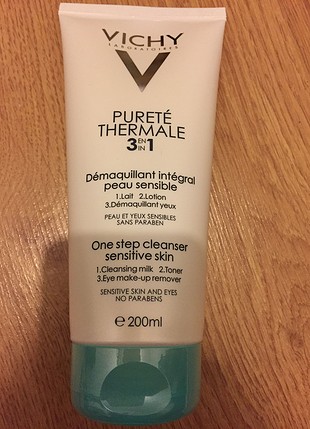 VICHY
LABORATOIRES
PURETÉ
THERMALE
3 EN IN 1
Démaquillant intégral
peau sensible
1.Lait 2.Lotion
3.Démaquillant yeux
PEAU ET YEUX SENSIBLES
SANS PARABEN
One step cleanser
sensitive skin
1.Cleansing milk 2.Toner
3.Eye make-up remover
SENSITIVE SKIN AND EYES
NO PARABENS
℮ 200ml